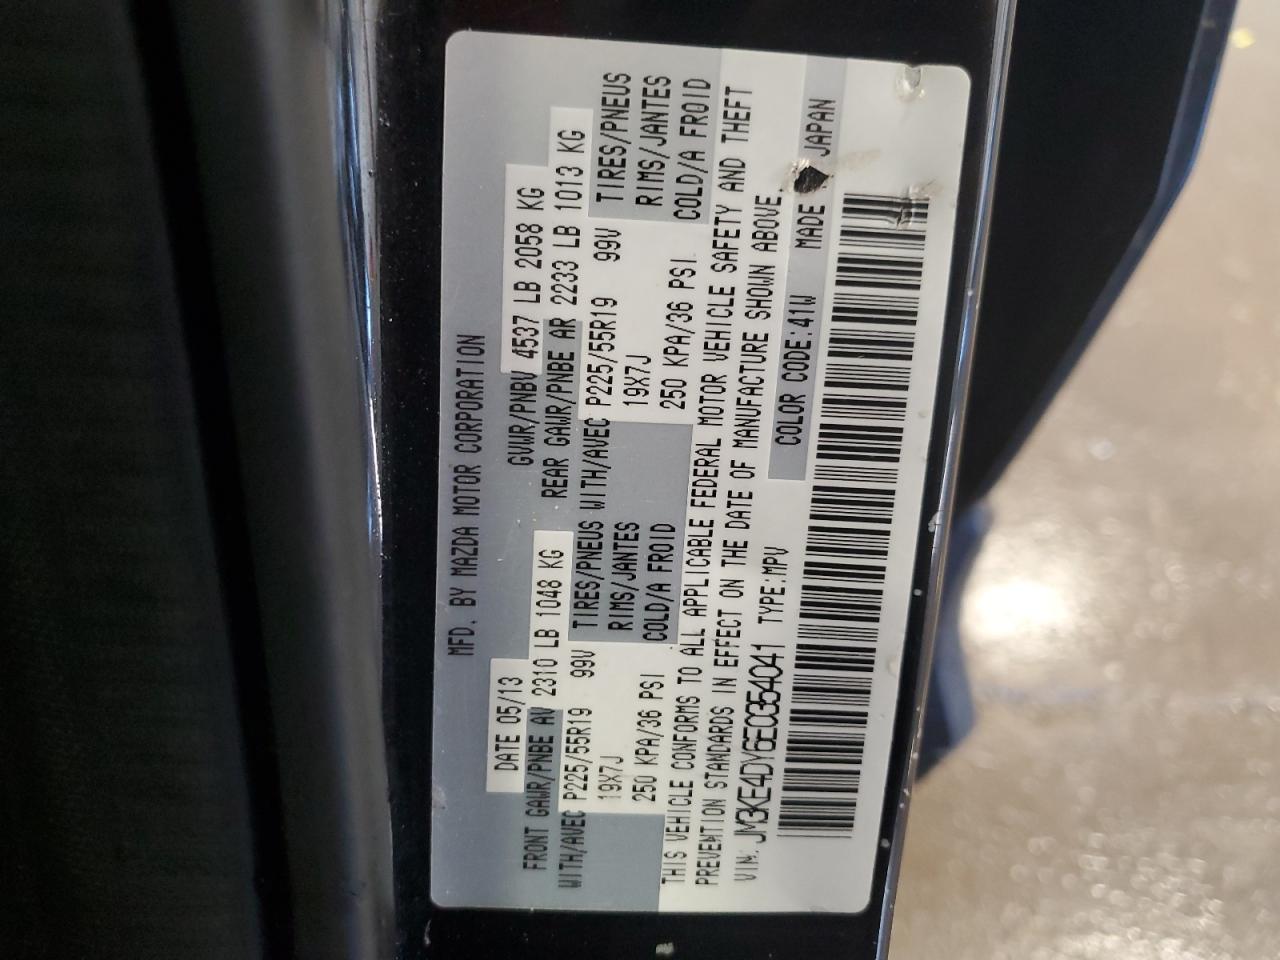 MFD. BY MAZDA MOTOR CORPORATION
DATE 05/13 GVWR/PNBV 4537 LB 2058 KG
FRONT GAWR/PNBE AV 2310 LB 1048 KG REAR GAWR/PNBE AR 2233 LB 1013 KG
WITH/AVEC P225/55R19 99V TIRES/PNEUS WITH/AVEC P225/55R19 99V TIRES/PNEUS
19X7J RIMS/JANTES 19X7J RIMS/JANTES
250 KPA/36 PSI COLD/A FROID 250 KPA/36 PSI COLD/A FROID
THIS VEHICLE CONFORMS TO ALL APPLICABLE FEDERAL MOTOR VEHICLE SAFETY AND THEFT
PREVENTION STANDARDS IN EFFECT ON THE DATE OF MANUFACTURE SHOWN ABOVE.
VIN: JM3KE4DY6E0354041 TYPE:MPV COLOR CODE:41W MADE JAPAN